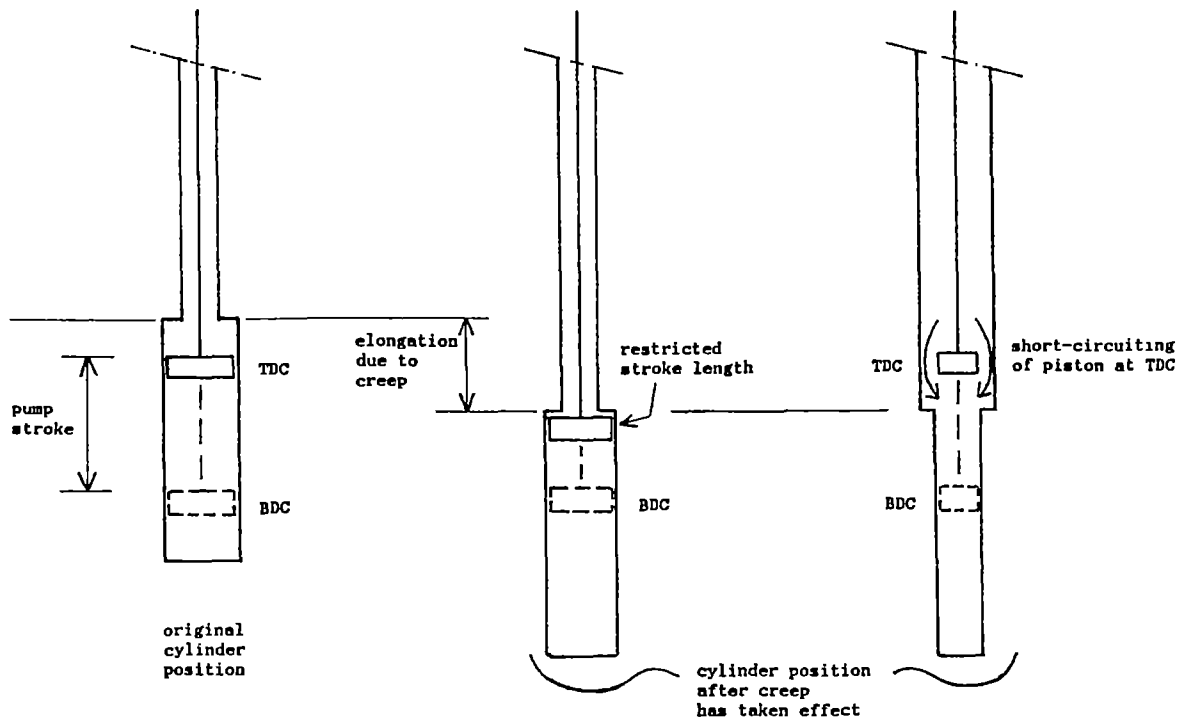 elongation
due to
creep
restricted
stroke length
short-circuiting
of piston at TDC
TDC
TDC
pump
stroke
BDC
BDC
BDC
original
cylinder
position
cylinder position
after creep
has taken effect